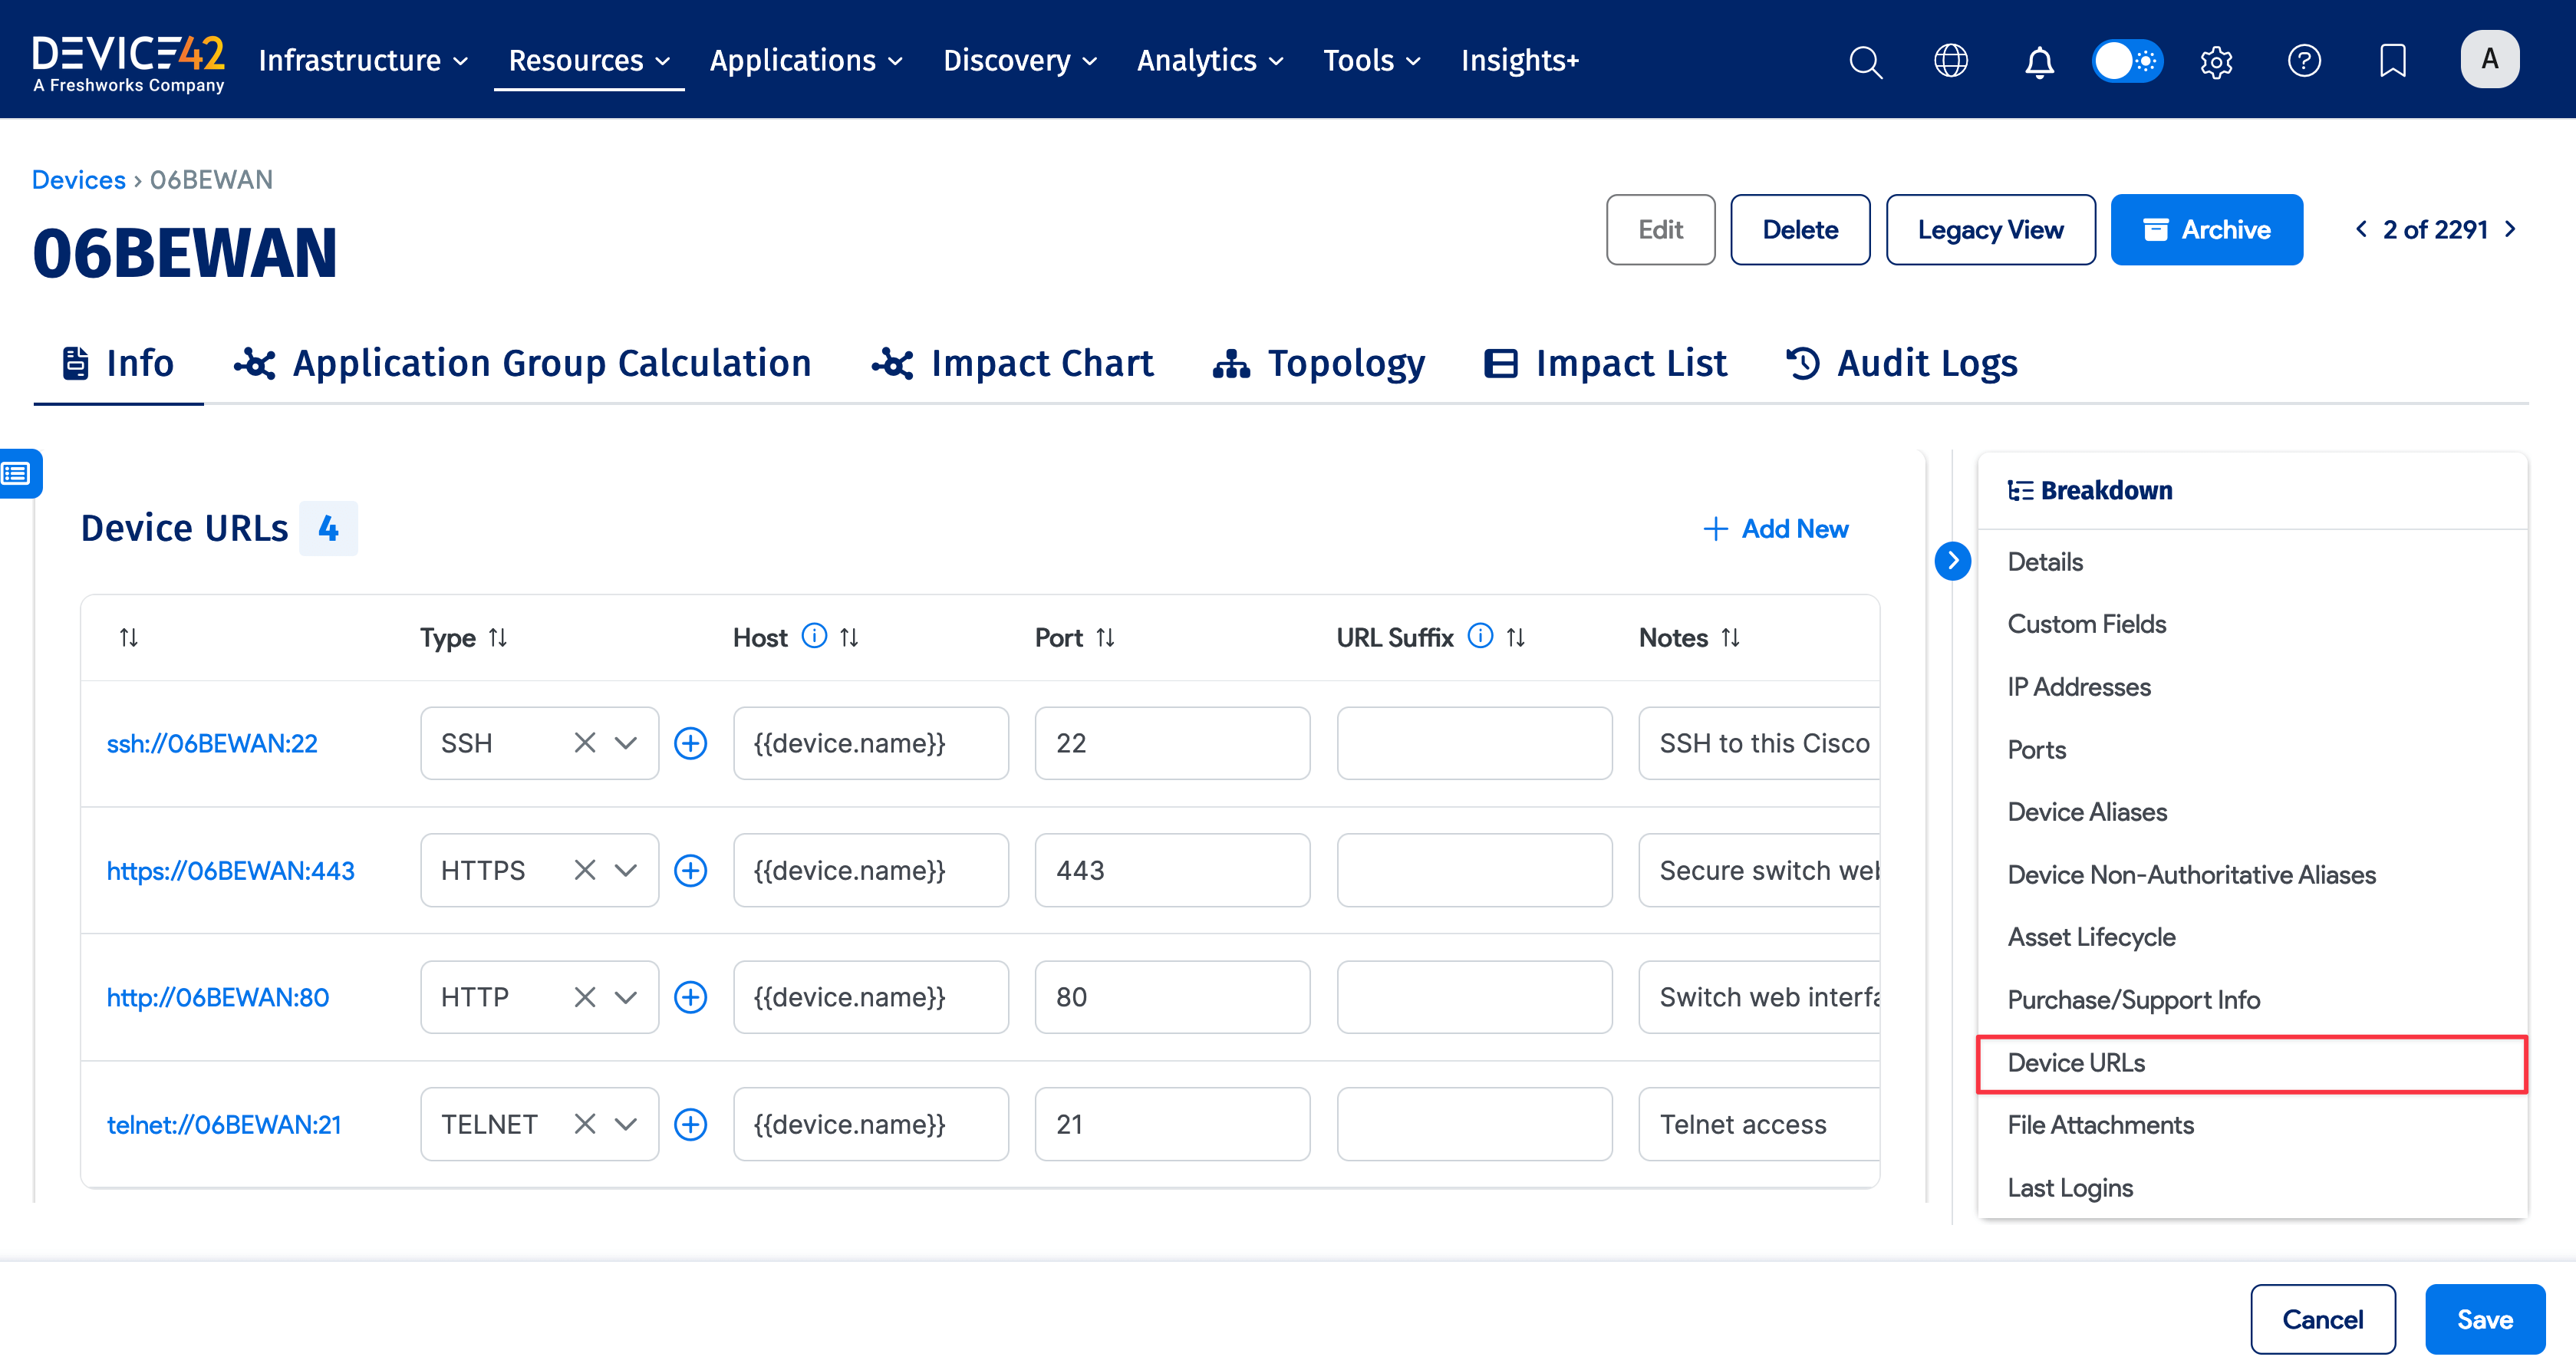 DEVICE42
A Freshworks Company
Infrastructure Resources Applications Discovery Analytics Tools Insights+
A
Devices › 06BEWAN
06BEWAN
Edit Delete Legacy View Archive 2 of 2291
Info Application Group Calculation Impact Chart Topology Impact List Audit Logs
Device URLs 4
+ Add New
Type Host Port URL Suffix Notes
ssh://06BEWAN:22 SSH {{device.name}} 22 SSH to this Cisco
https://06BEWAN:443 HTTPS {{device.name}} 443 Secure switch web
http://06BEWAN:80 HTTP {{device.name}} 80 Switch web interfa
telnet://06BEWAN:21 TELNET {{device.name}} 21 Telnet access
Breakdown
Details
Custom Fields
IP Addresses
Ports
Device Aliases
Device Non-Authoritative Aliases
Asset Lifecycle
Purchase/Support Info
Device URLs
File Attachments
Last Logins
Cancel Save